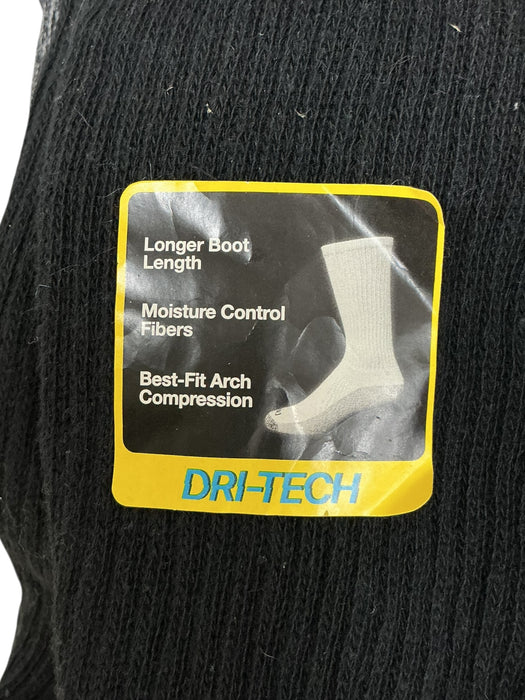 Longer Boot
Length
Moisture Control
Fibers
Best-Fit Arch
Compression
DRI-TECH